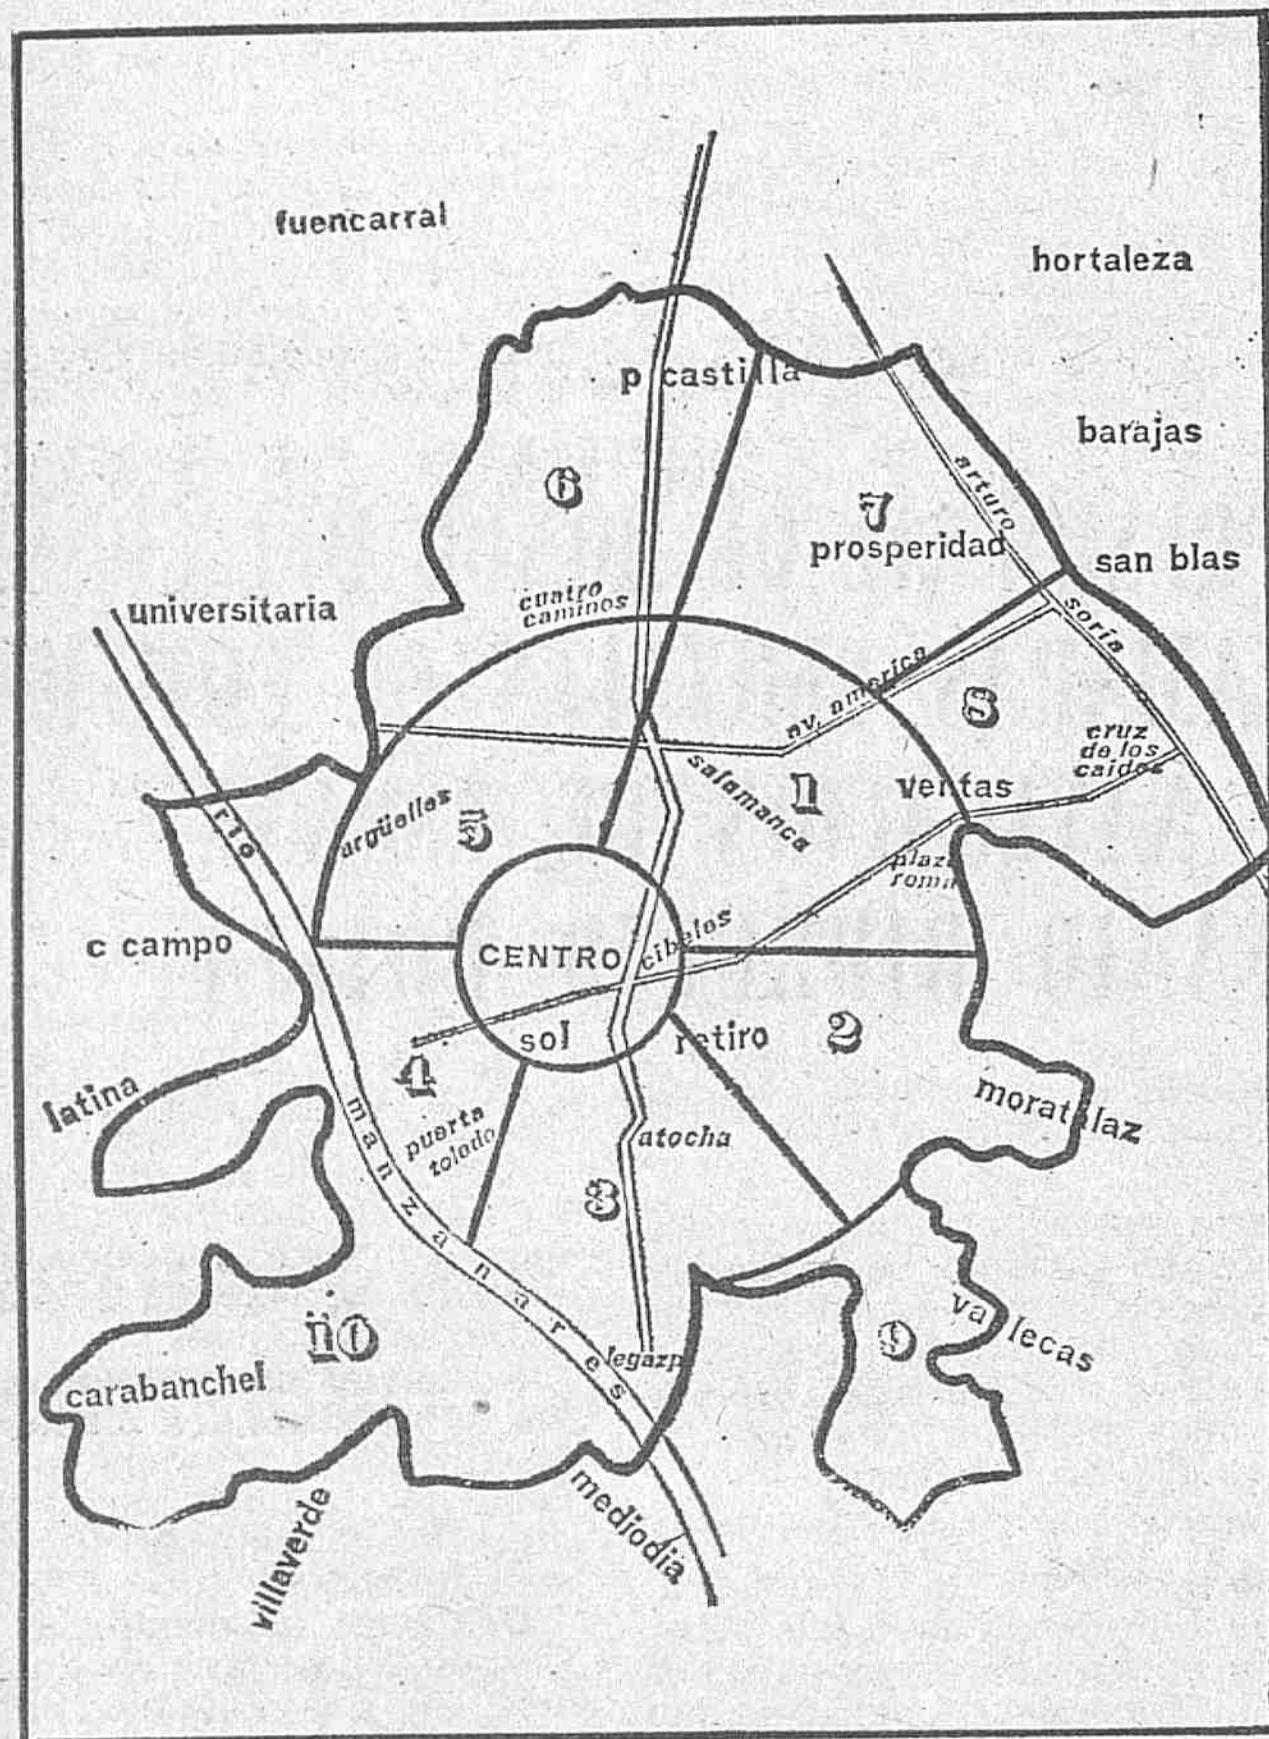 fuencarral
hortaleza
p castilla
barajas
6
arturo
7
prosperidad
san blas
cuatro
caminos
universitaria
soria
av. america
8
cruz
de los
caidos
salamanca
1
ventas
rio
argüelles
5
plaza
roma
c campo
CENTRO
cibeles
sol
retiro
2
4
latina
moratalaz
manzanares
puerta
toledo
atocha
3
vallecas
10
9
legazpi
carabanchel
mediodia
villaverde